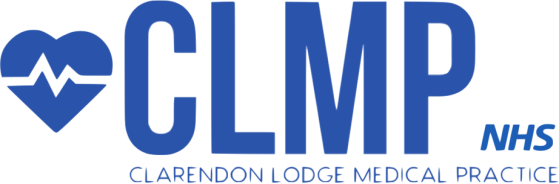 CLMP
NHS
CLARENDON LODGE MEDICAL PRACTICE